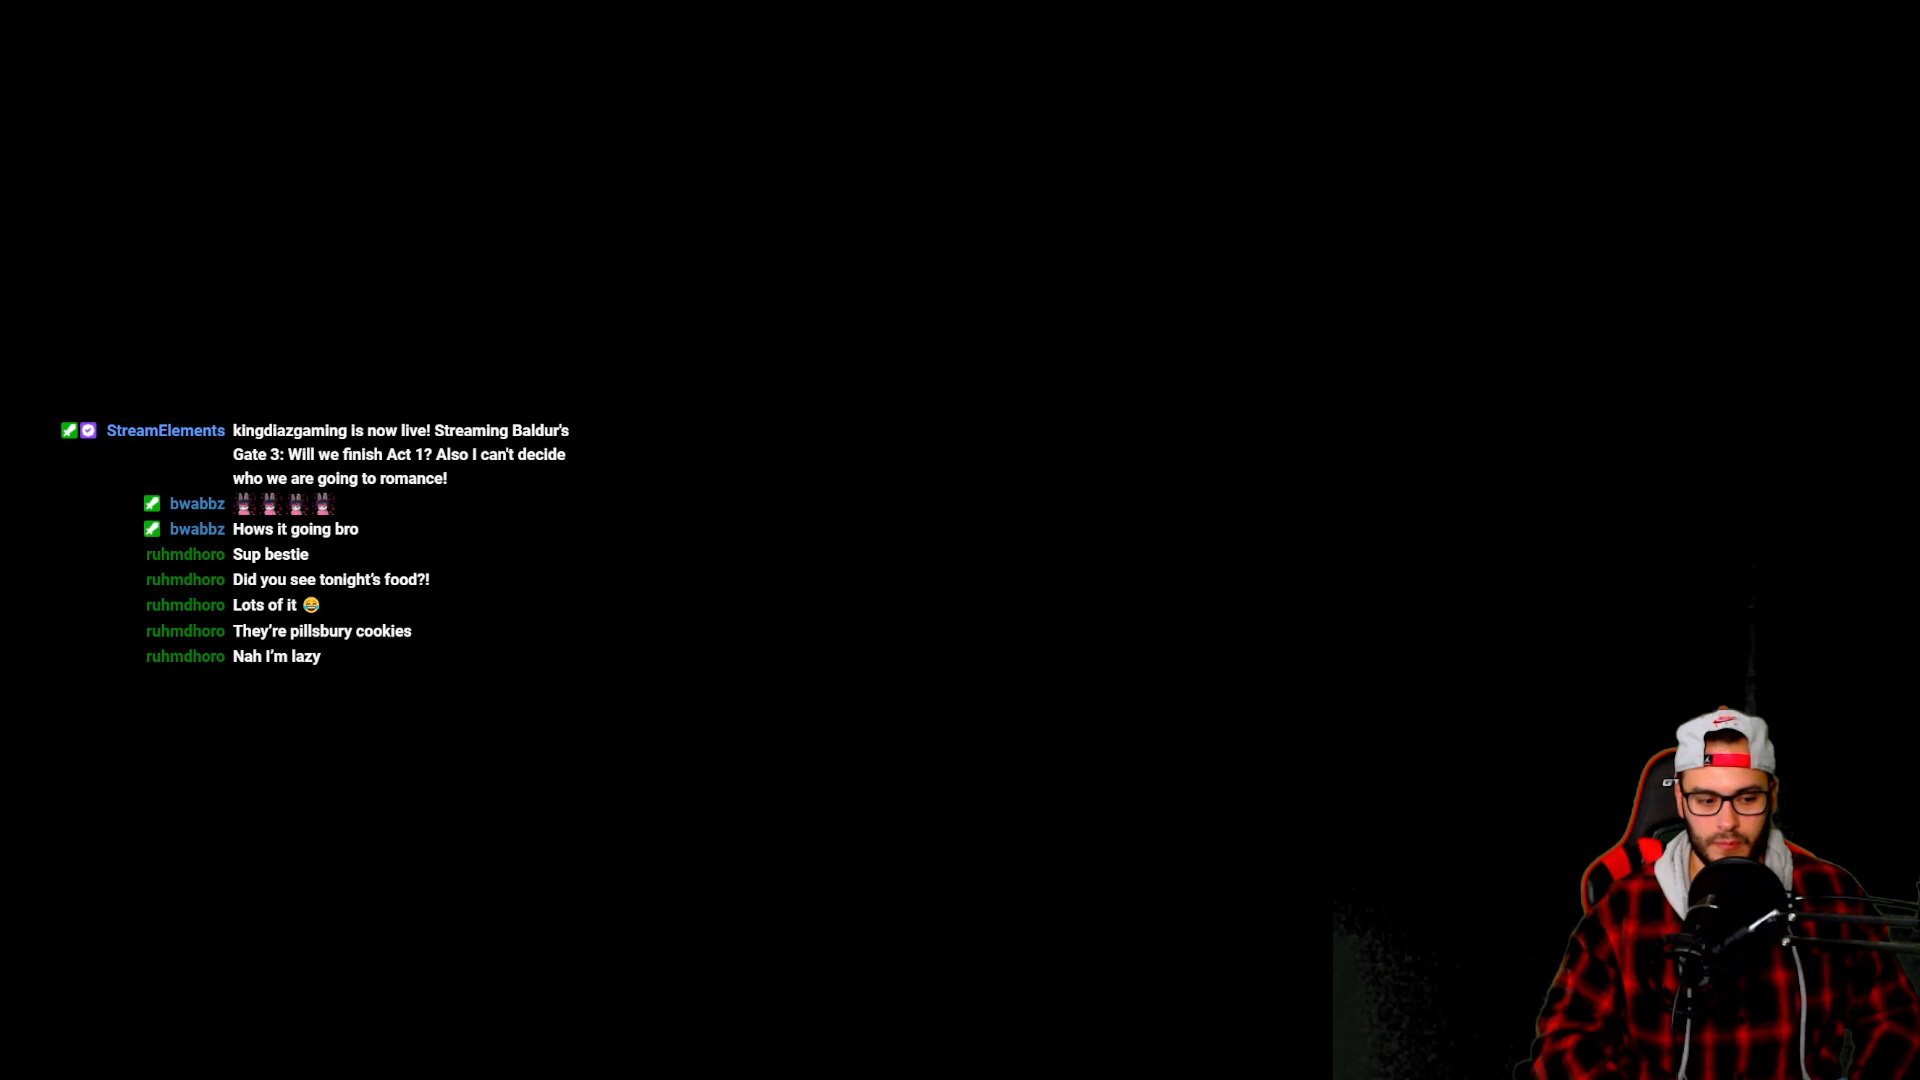 StreamElements kingdiazgaming is now live! Streaming Baldur's
Gate 3: Will we finish Act 1? Also I can't decide
who we are going to romance!
bwabbz
bwabbz Hows it going bro
ruhmdhoro Sup bestie
ruhmdhoro Did you see tonight’s food?!
ruhmdhoro Lots of it 😂
ruhmdhoro They’re pillsbury cookies
ruhmdhoro Nah I’m lazy